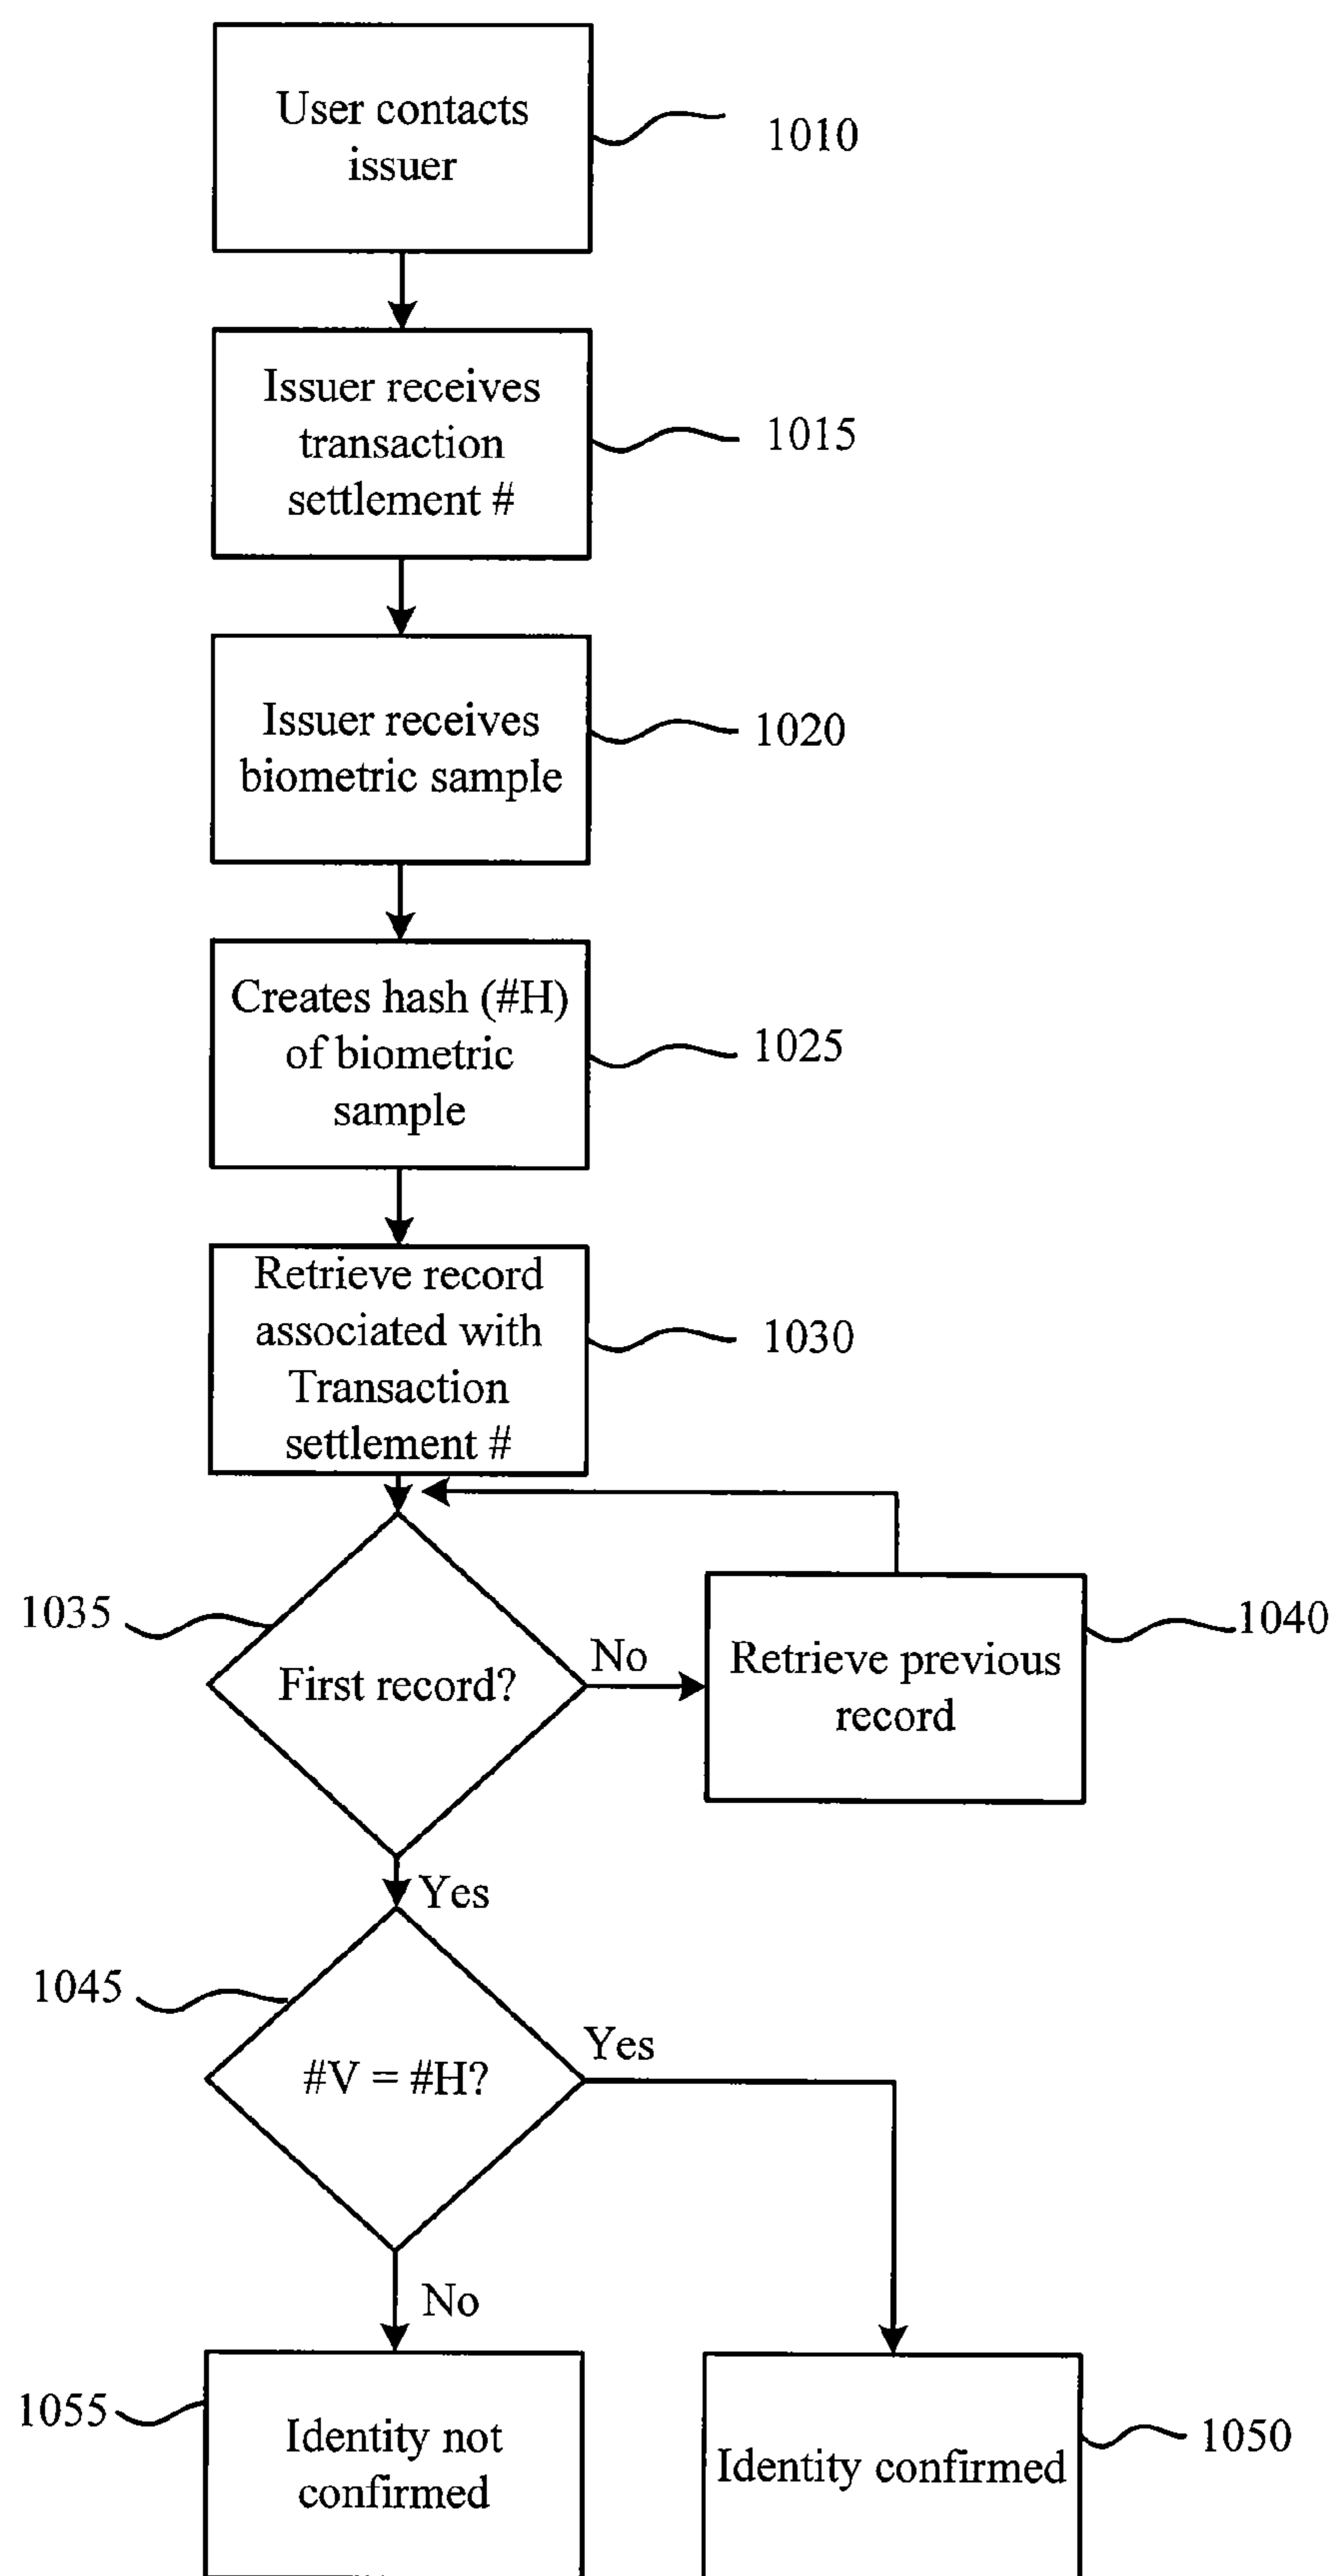 User contacts
issuer
1010
Issuer receives
transaction
settlement #
1015
Issuer receives
biometric sample
1020
Creates hash (#H)
of biometric
sample
1025
Retrieve record
associated with
Transaction
settlement #
1030
1035
First record?
No
Retrieve previous
record
1040
Yes
1045
#V = #H?
Yes
No
1055
Identity not
confirmed
Identity confirmed
1050